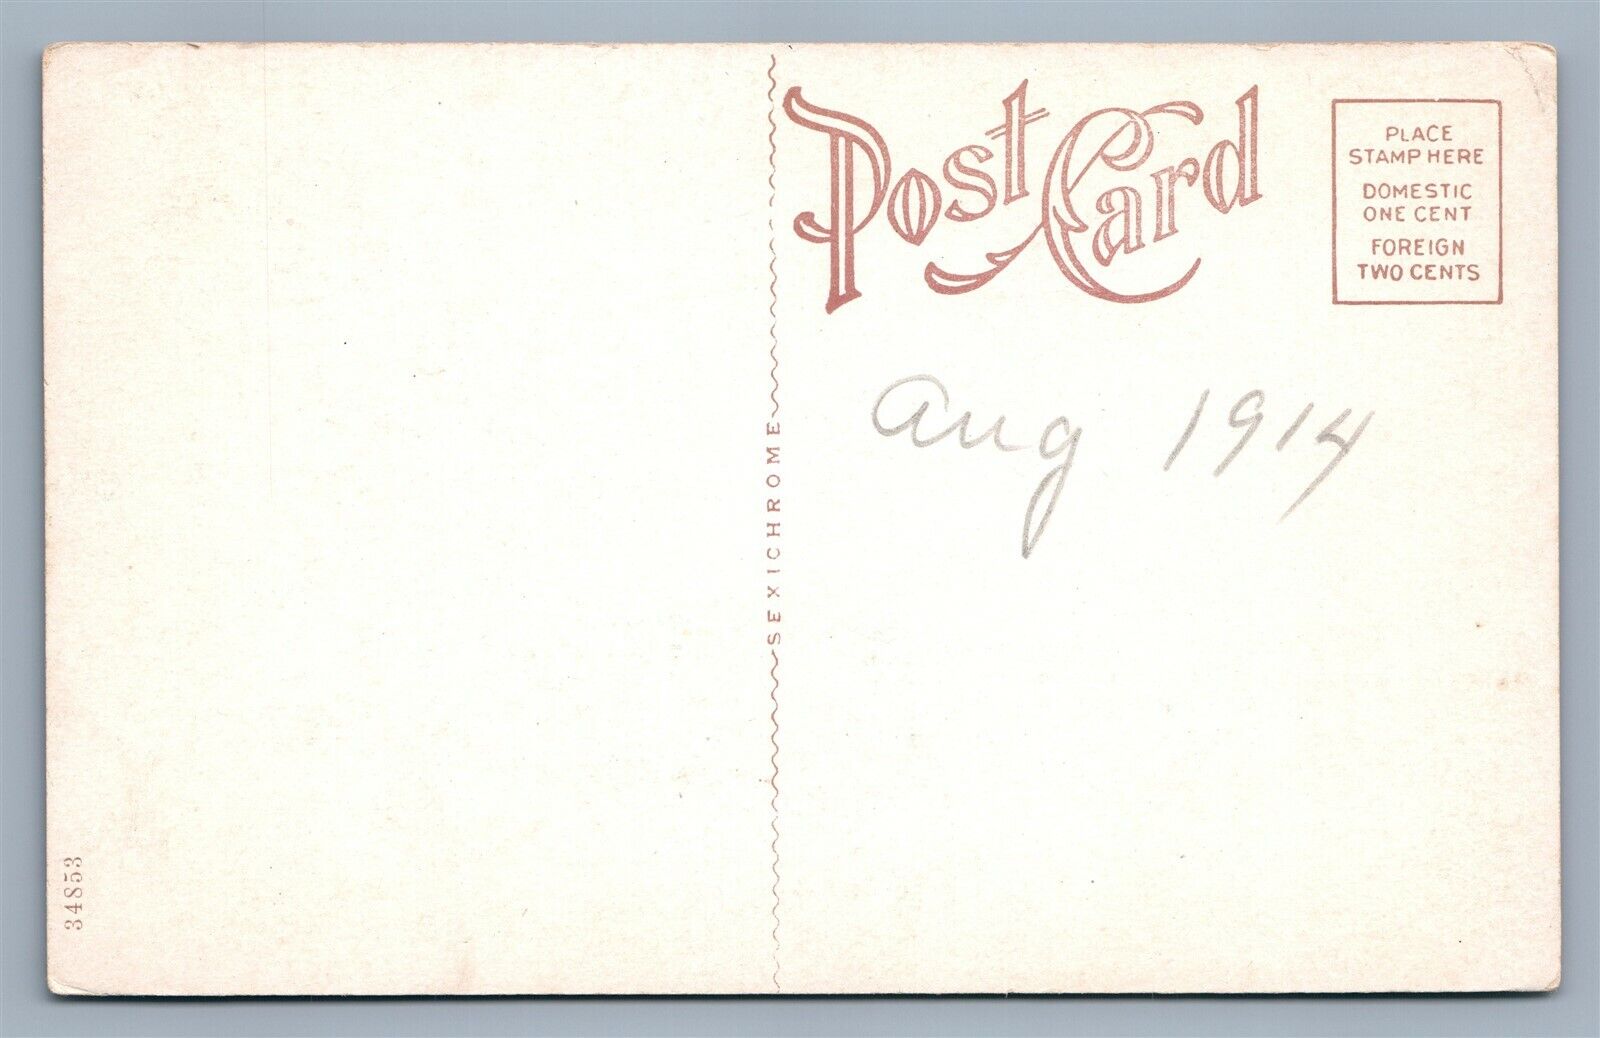 Post Card
PLACE
STAMP HERE
DOMESTIC
ONE CENT
FOREIGN
TWO CENTS
Aug 1914
SEXICHROME
34853